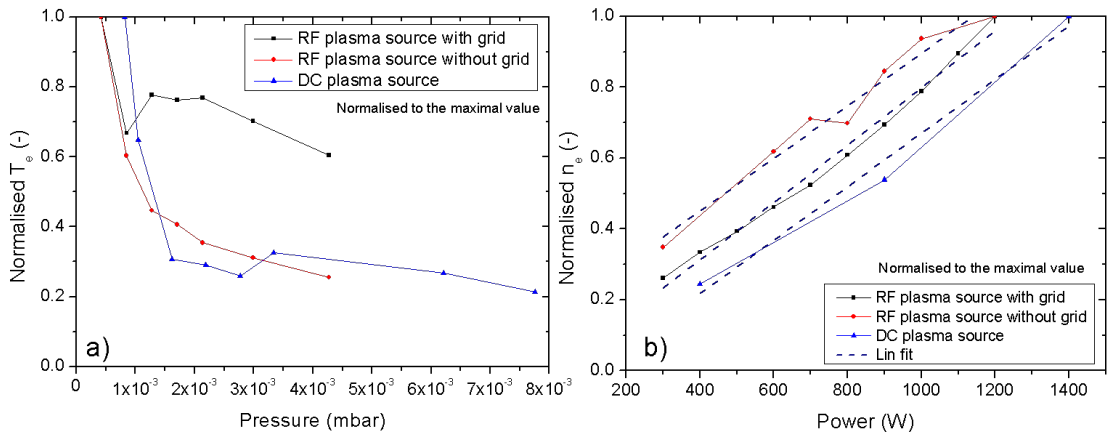 1.0
0.8
0.6
0.4
0.2
0.0
Normalised T_e (-)
RF plasma source with grid
RF plasma source without grid
DC plasma source
Normalised to the maximal value
a)
0 1x10⁻³ 2x10⁻³ 3x10⁻³ 4x10⁻³ 5x10⁻³ 6x10⁻³ 7x10⁻³ 8x10⁻³
Pressure (mbar)
1.0
0.8
0.6
0.4
0.2
0.0
Normalised n_e (-)
Normalised to the maximal value
RF plasma source with grid
RF plasma source without grid
DC plasma source
Lin fit
b)
200 400 600 800 1000 1200 1400
Power (W)